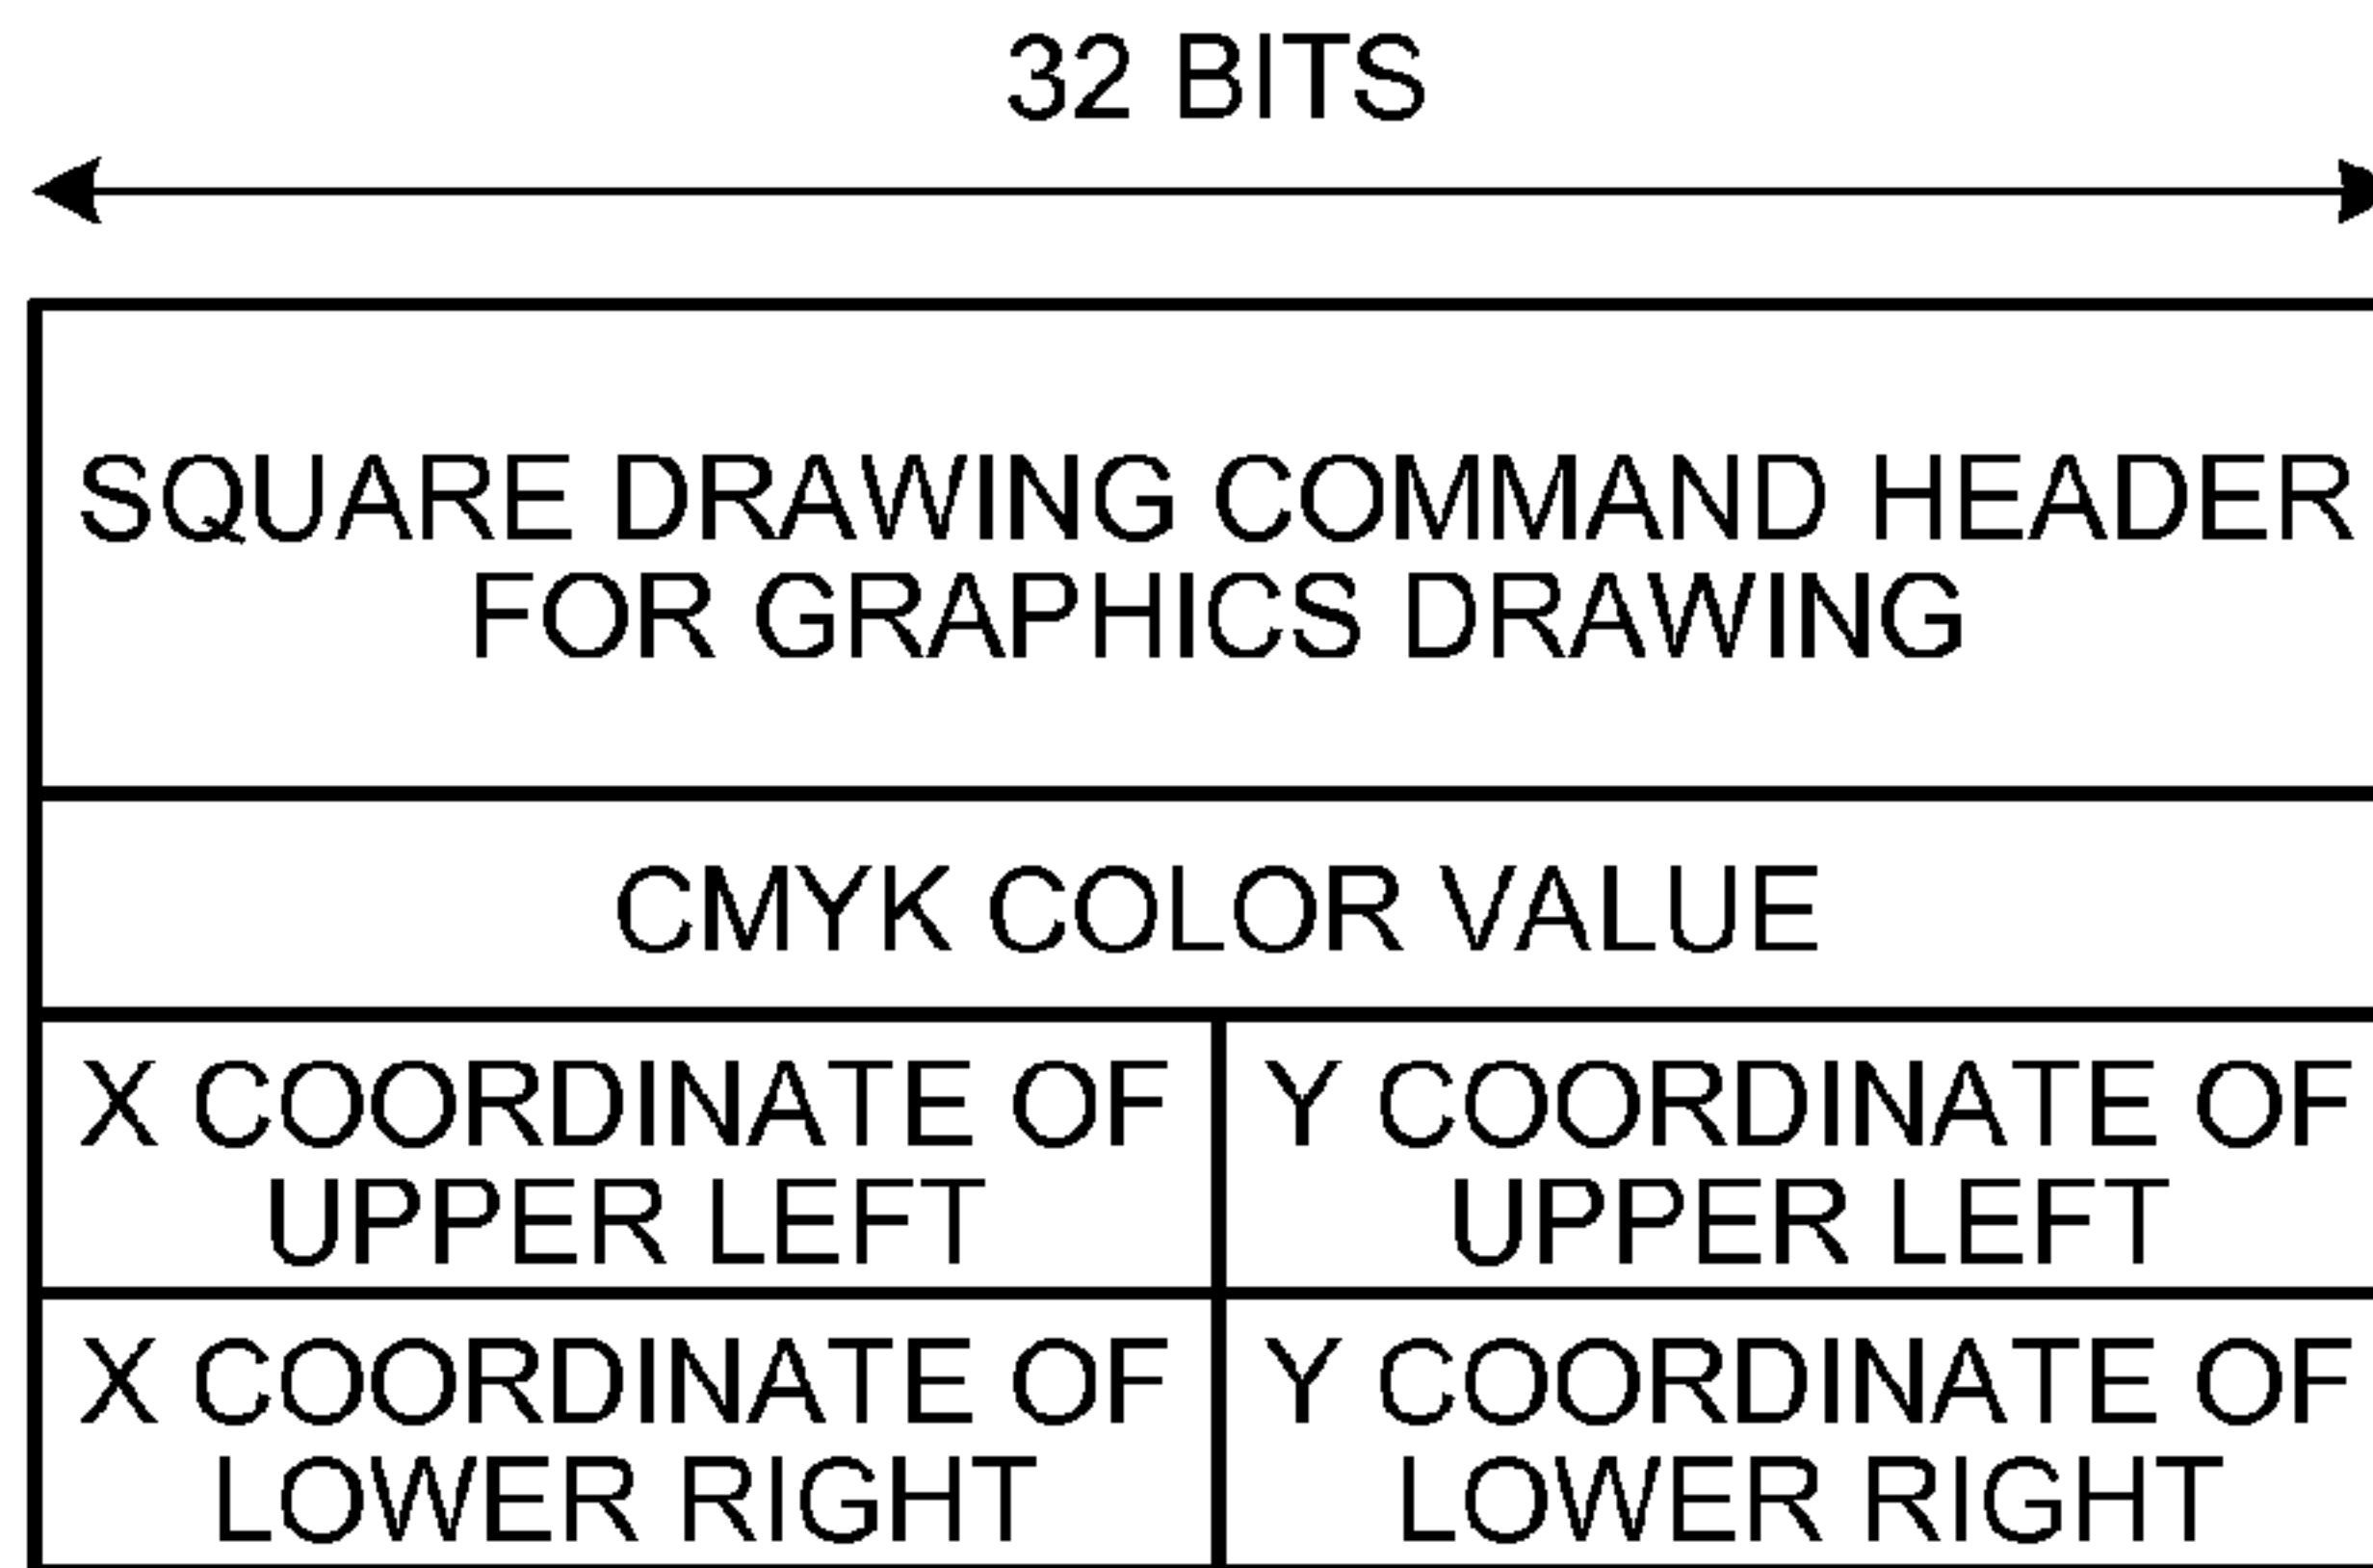 32 BITS
SQUARE DRAWING COMMAND HEADER
FOR GRAPHICS DRAWING
CMYK COLOR VALUE
X COORDINATE OF
UPPER LEFT
Y COORDINATE OF
UPPER LEFT
X COORDINATE OF
LOWER RIGHT
Y COORDINATE OF
LOWER RIGHT